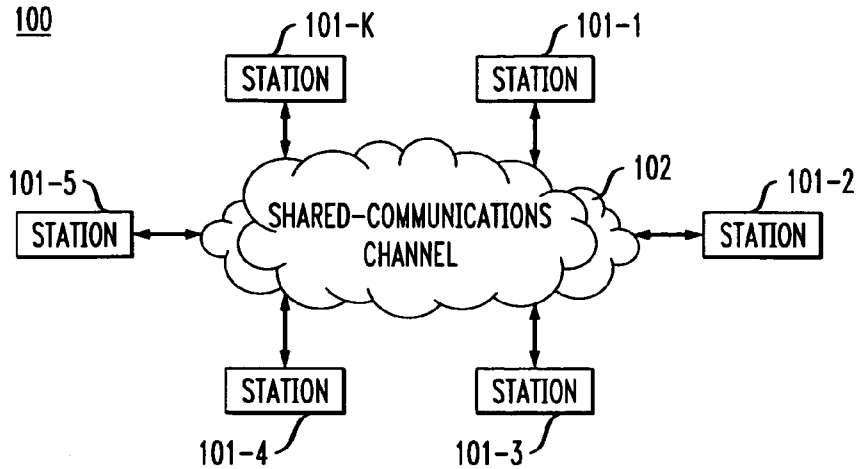 100
101-K
101-1
STATION
STATION
101-5
102
101-2
STATION
SHARED-COMMUNICATIONS
CHANNEL
STATION
STATION
STATION
101-4
101-3